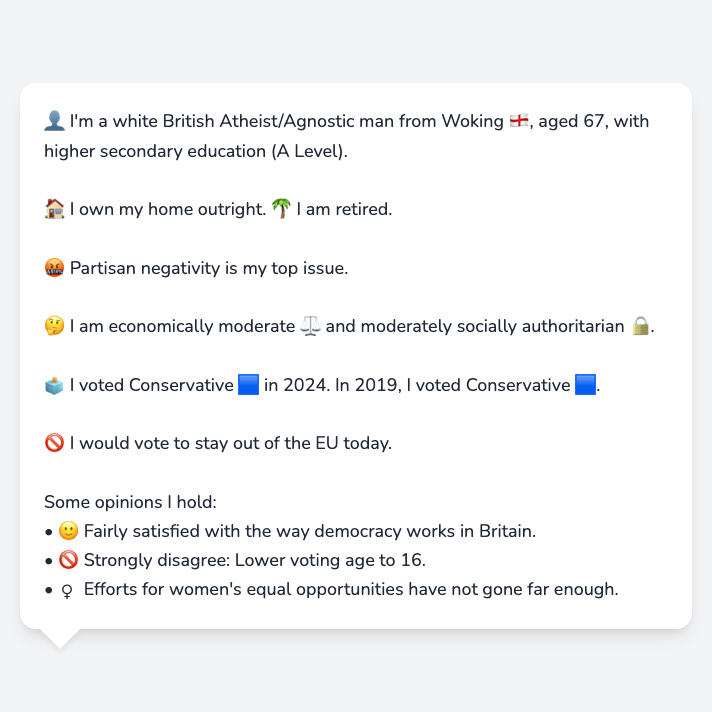 👤 I'm a white British Atheist/Agnostic man from Woking 🏴󠁧󠁢󠁥󠁮󠁧󠁿, aged 67, with
higher secondary education (A Level).
🏠 I own my home outright. 🌴 I am retired.
🤬 Partisan negativity is my top issue.
🤔 I am economically moderate ⚖️ and moderately socially authoritarian 🔒.
🗳️ I voted Conservative 🟦 in 2024. In 2019, I voted Conservative 🟦.
🚫 I would vote to stay out of the EU today.
Some opinions I hold:
• 🙂 Fairly satisfied with the way democracy works in Britain.
• 🚫 Strongly disagree: Lower voting age to 16.
• ♀ Efforts for women's equal opportunities have not gone far enough.